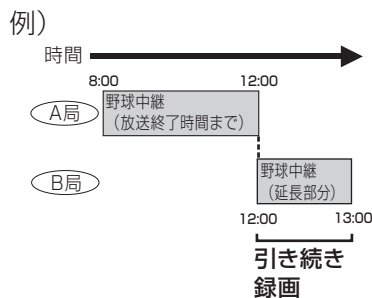 例）
時間
8:00 12:00
A局
野球中継
（放送終了時間まで）
B局
野球中継
（延長部分）
12:00 13:00
引き続き
録画